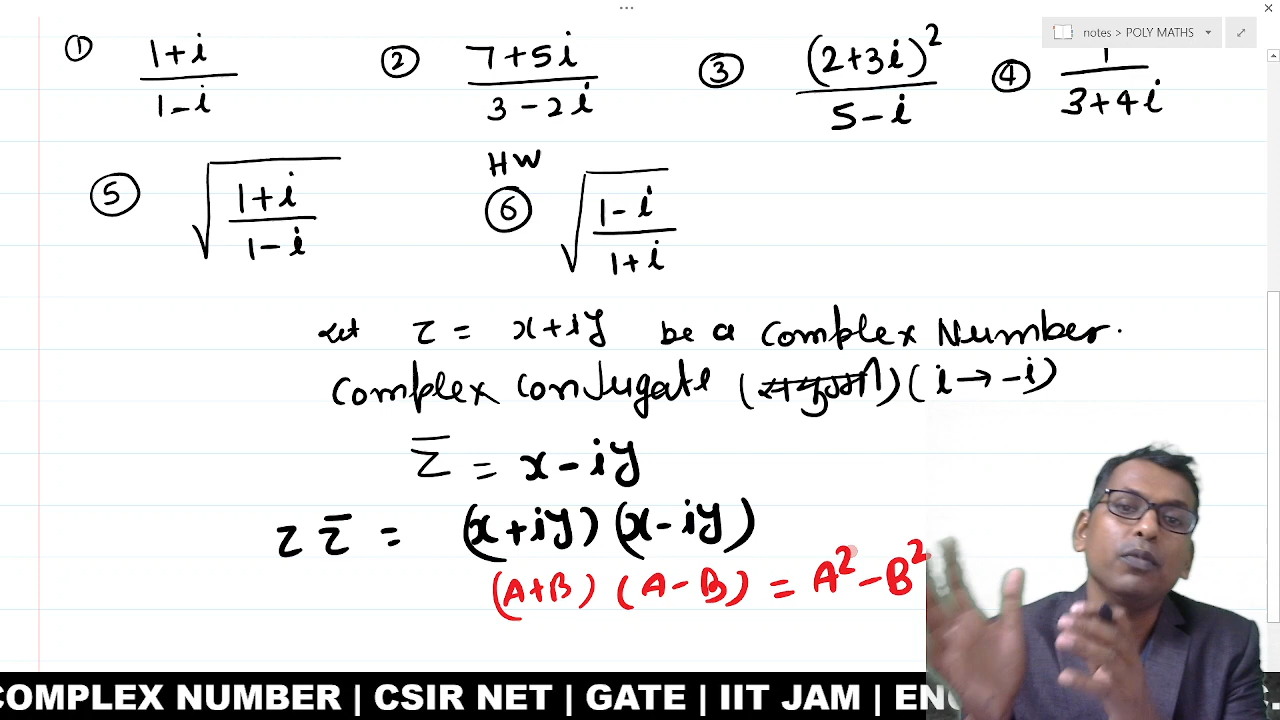 notes > POLY MATHS
① (1+i)/(1-i) ② (7+5i)/(3-2i) ③ (2+3i)²/(5-i) ④ 1/(3+4i)
HW
⑤ √((1+i)/(1-i)) ⑥ √((1-i)/(1+i))
Let z = x+iy be a complex Number.
complex conjugate ( ) (i→-i)
z̄ = x-iy
z z̄ = (x+iy)(x-iy)
(A+B) (A-B) = A²-B²
COMPLEX NUMBER | CSIR NET | GATE | IIT JAM |